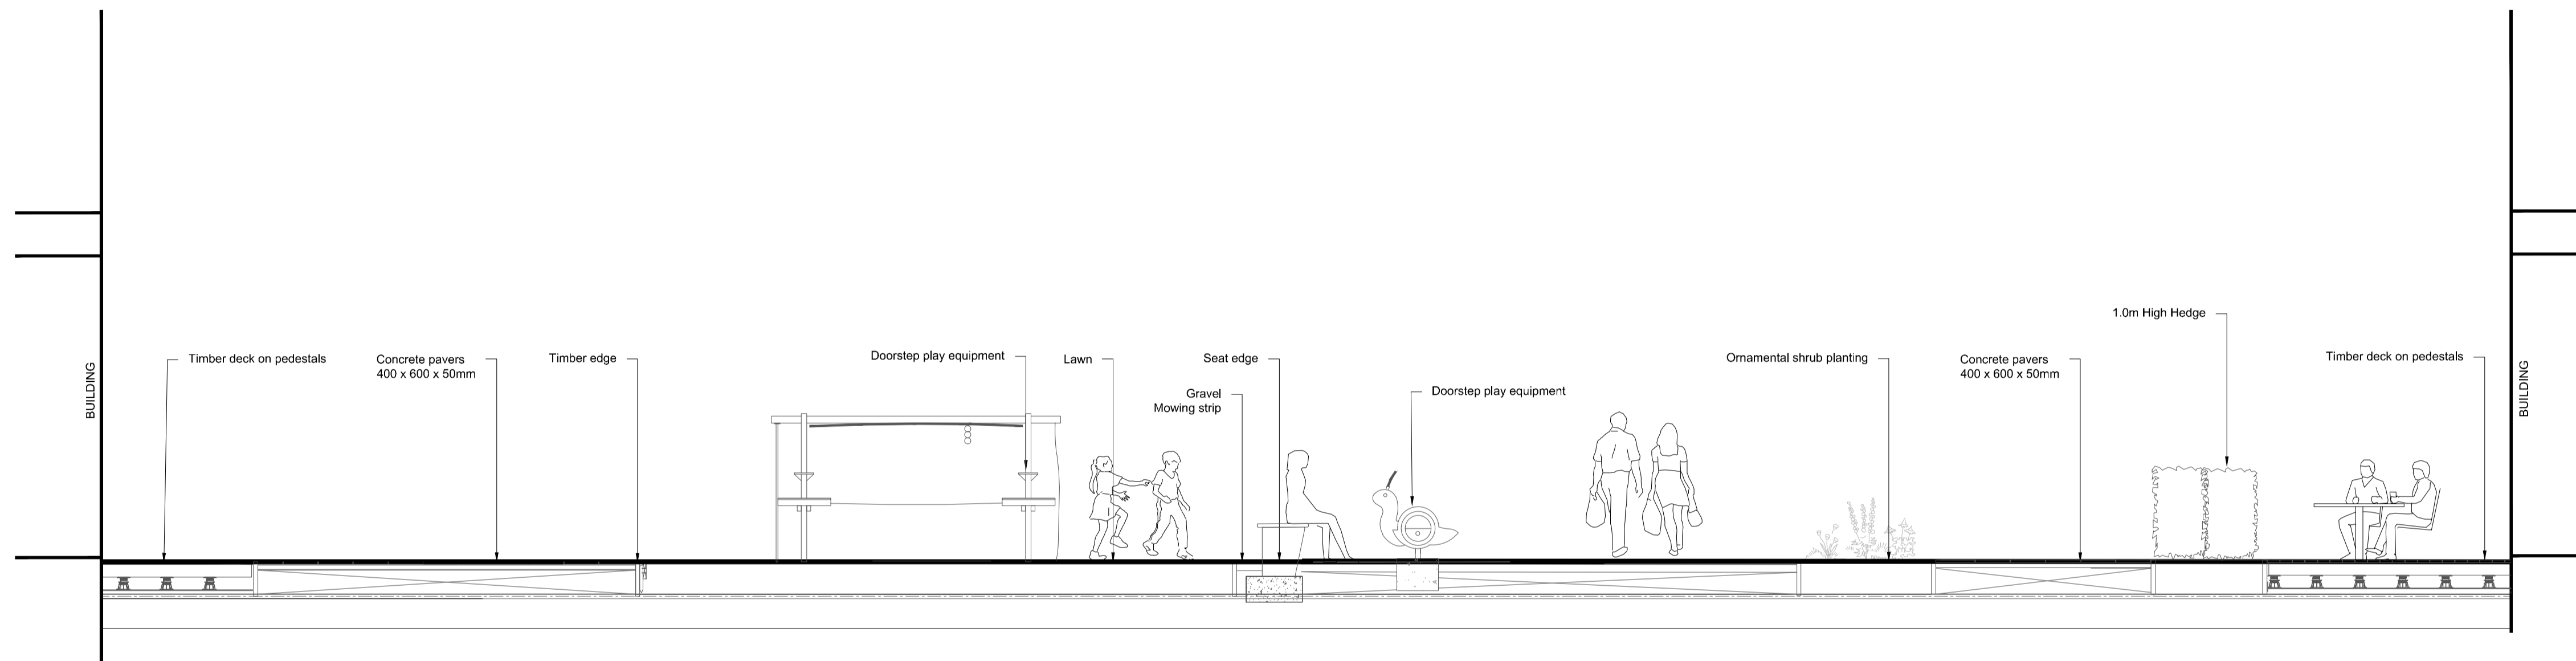 BUILDING
Timber deck on pedestals
Concrete pavers
400 x 600 x 50mm
Timber edge
Doorstep play equipment
Lawn
Gravel
Mowing strip
Seat edge
Doorstep play equipment
Ornamental shrub planting
Concrete pavers
400 x 600 x 50mm
1.0m High Hedge
Timber deck on pedestals
BUILDING